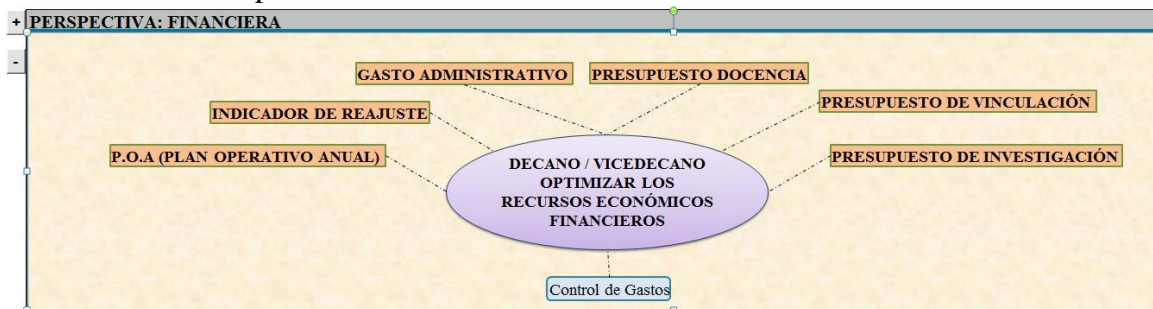 + PERSPECTIVA: FINANCIERA
-
GASTO ADMINISTRATIVO
PRESUPUESTO DOCENCIA
INDICADOR DE REAJUSTE
PRESUPUESTO DE VINCULACIÓN
P.O.A (PLAN OPERATIVO ANUAL)
PRESUPUESTO DE INVESTIGACIÓN
DECANO / VICEDECANO
OPTIMIZAR LOS
RECURSOS ECONÓMICOS
FINANCIEROS
Control de Gastos